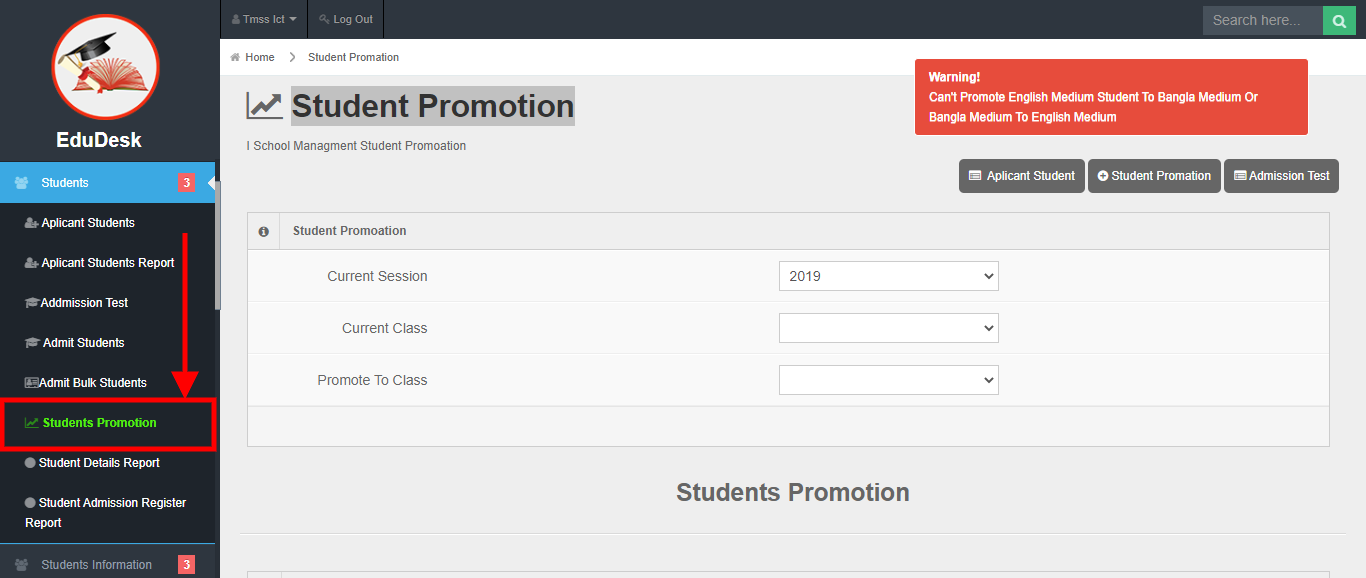 Tmss Ict
Log Out
Search here...
EduDesk
Home
Student Promation
Warning!
Can't Promote English Medium Student To Bangla Medium Or
Bangla Medium To English Medium
Student Promotion
I School Managment Student Promoation
Aplicant Student
Student Promation
Admission Test
Students 3
Aplicant Students
Aplicant Students Report
Addmission Test
Admit Students
Admit Bulk Students
Students Promotion
Student Details Report
Student Admission Register
Report
Students Information 3
Student Promoation
Current Session 2019
Current Class
Promote To Class
Students Promotion